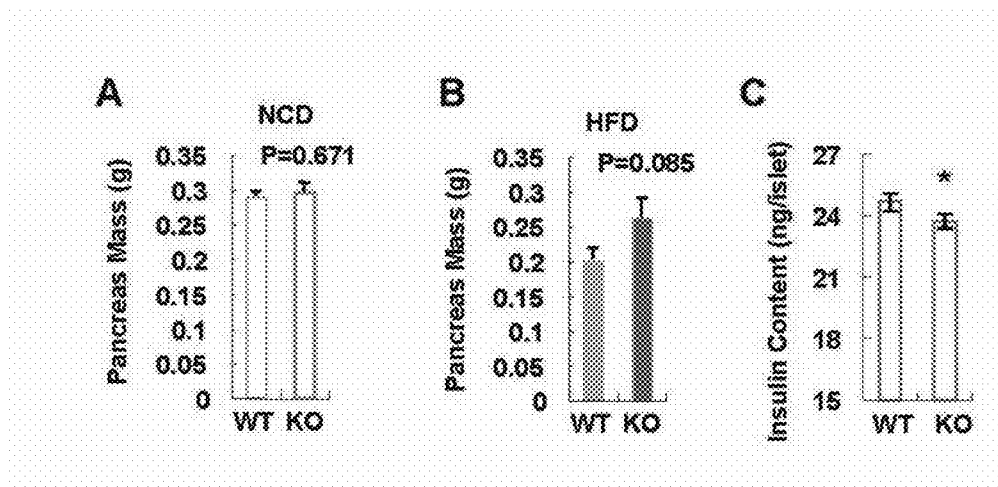 A
NCD
P=0.671
Pancreas Mass (g)
0.35
0.3
0.25
0.2
0.15
0.1
0.05
0
WT KO
B
HFD
P=0.085
Pancreas Mass (g)
0.35
0.3
0.25
0.2
0.15
0.1
0.05
0
WT KO
C
*
Insulin Content (ng/islet)
27
24
21
18
15
WT KO